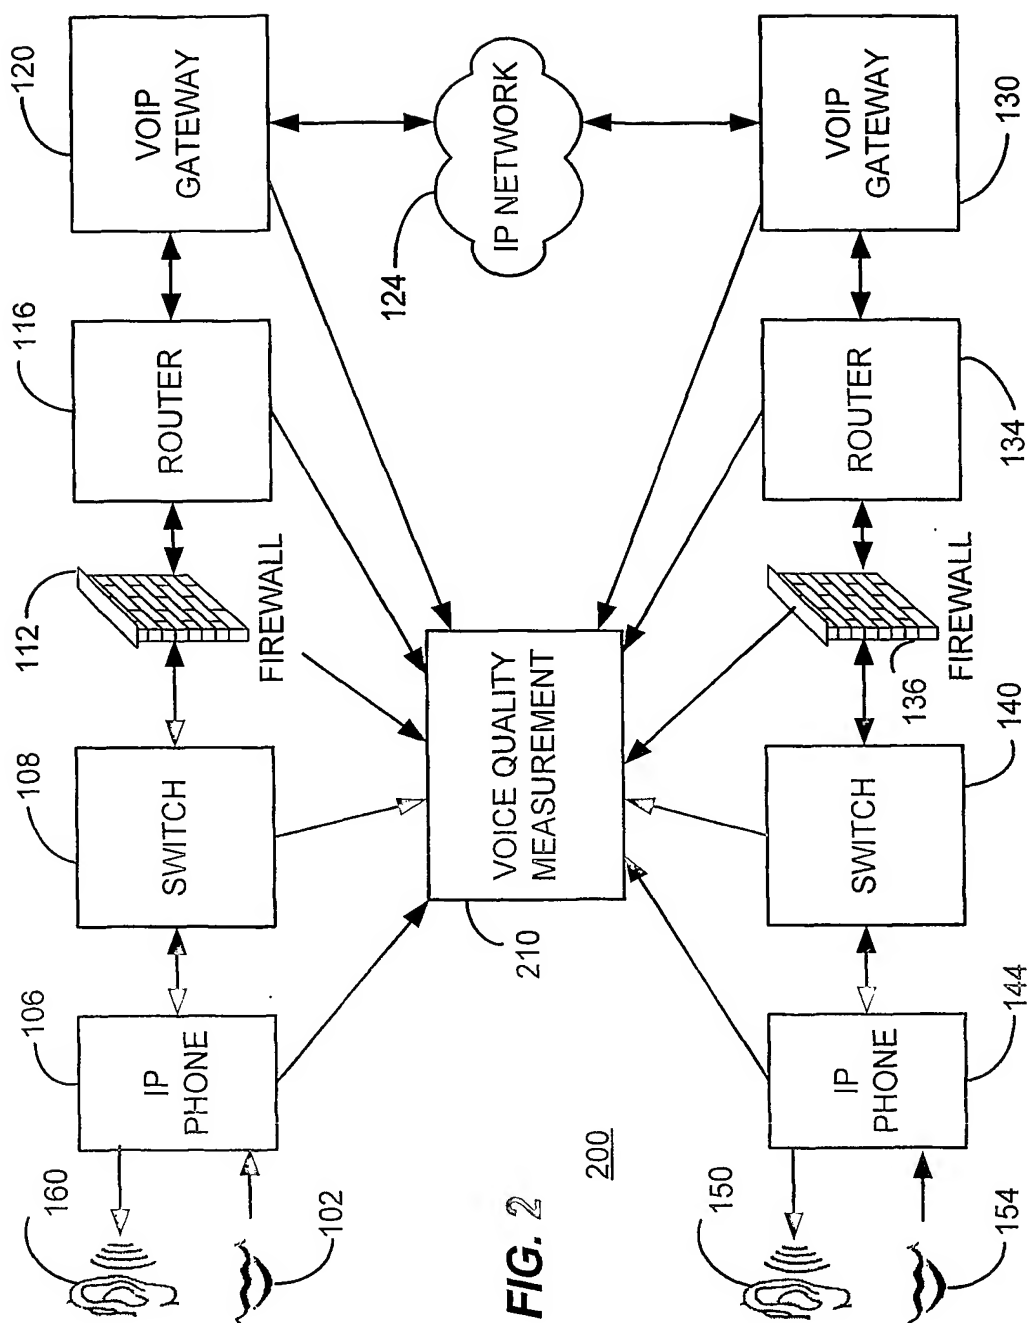 120
VOIP
GATEWAY
IP NETWORK
124
VOIP
GATEWAY
130
116
ROUTER
ROUTER
134
112
FIREWALL
136
FIREWALL
108
SWITCH
VOICE QUALITY
MEASUREMENT
210
SWITCH
140
106
IP
PHONE
IP
PHONE
144
160
102
150
154
200
FIG. 2